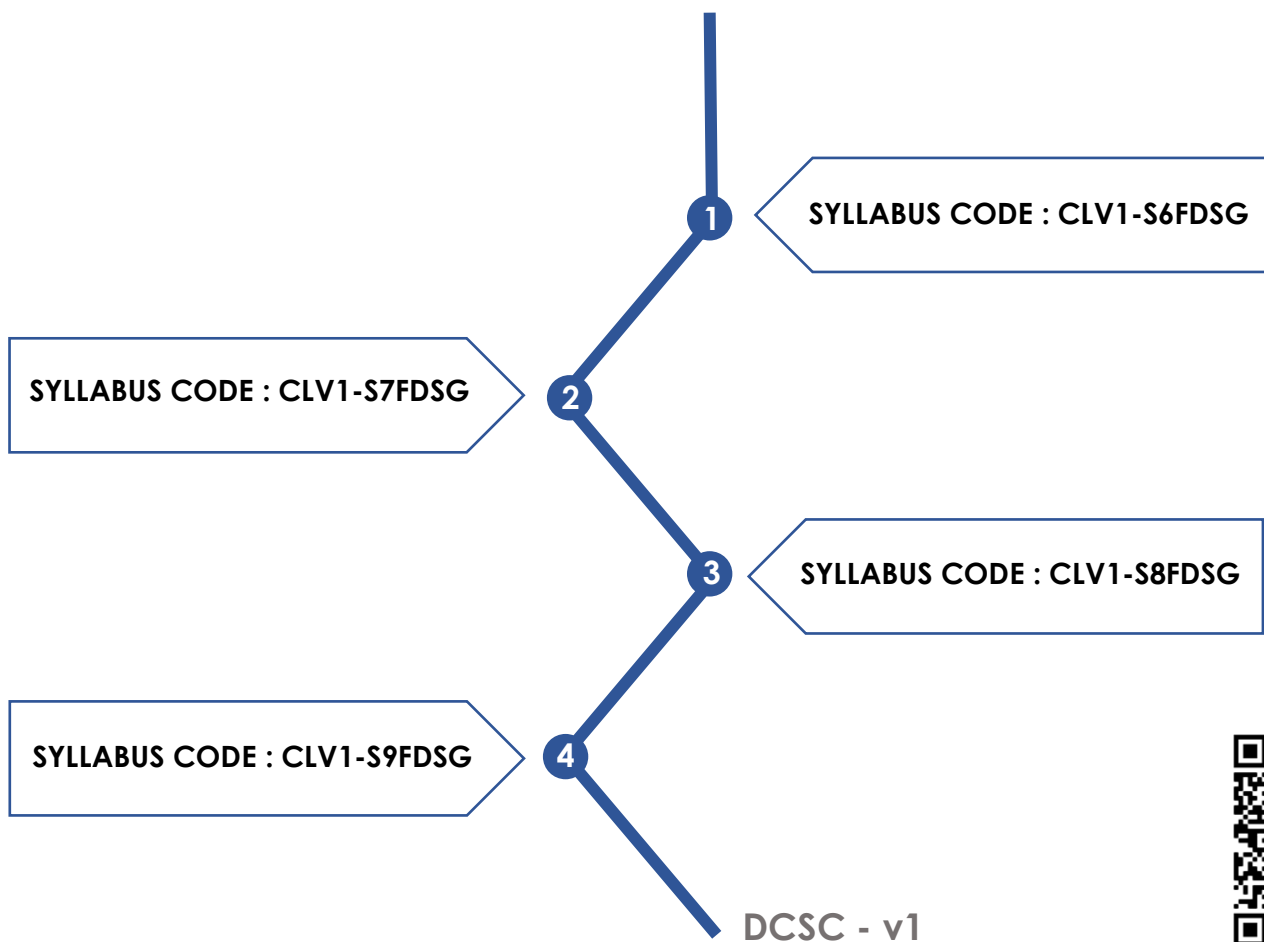 1
SYLLABUS CODE : CLV1-S6FDSG
SYLLABUS CODE : CLV1-S7FDSG
2
3
SYLLABUS CODE : CLV1-S8FDSG
SYLLABUS CODE : CLV1-S9FDSG
4
DCSC - v1